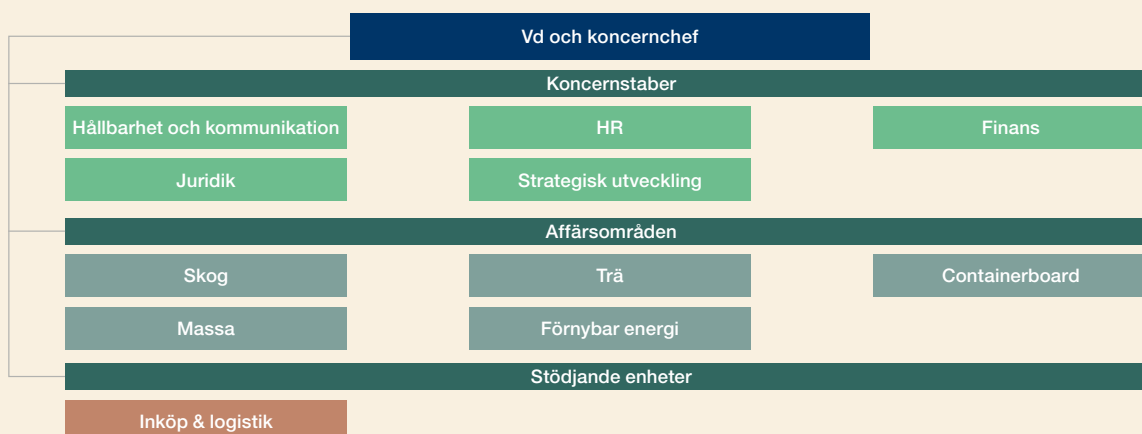 Vd och koncernchef
Koncernstaber
Hållbarhet och kommunikation
HR
Finans
Juridik
Strategisk utveckling
Affärsområden
Skog
Trä
Containerboard
Massa
Förnybar energi
Stödjande enheter
Inköp & logistik